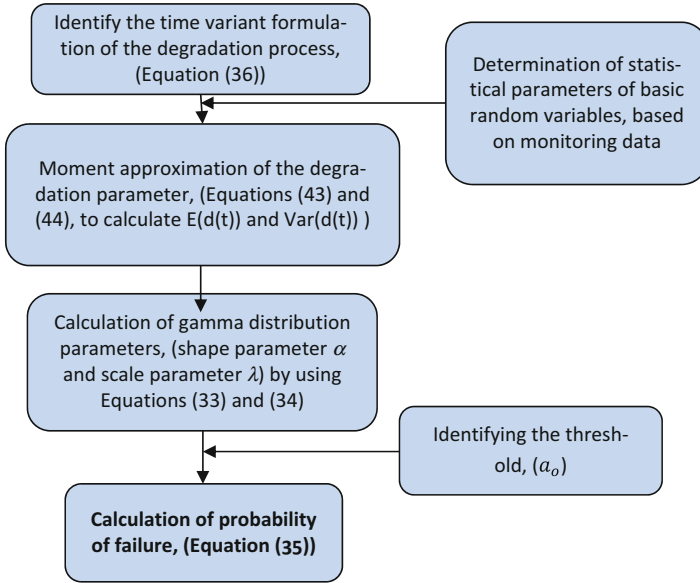 Identify the time variant formula-
tion of the degradation process,
(Equation (36))
Determination of statis-
tical parameters of basic
random variables, based
on monitoring data
Moment approximation of the degra-
dation parameter, (Equations (43) and
(44), to calculate E(d(t)) and Var(d(t)) )
Calculation of gamma distribution
parameters, (shape parameter α
and scale parameter λ) by using
Equations (33) and (34)
Identifying the thresh-
old, (aₒ)
Calculation of probability
of failure, (Equation (35))